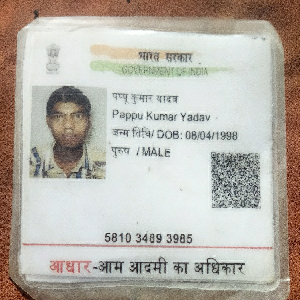 भारत सरकार
GOVERNMENT OF INDIA
पप्पू कुमार यादव
Pappu Kumar Yadav
जन्म तिथि/ DOB: 08/04/1998
पुरुष / MALE
5810 3489 3985
आधार-आम आदमी का अधिकार